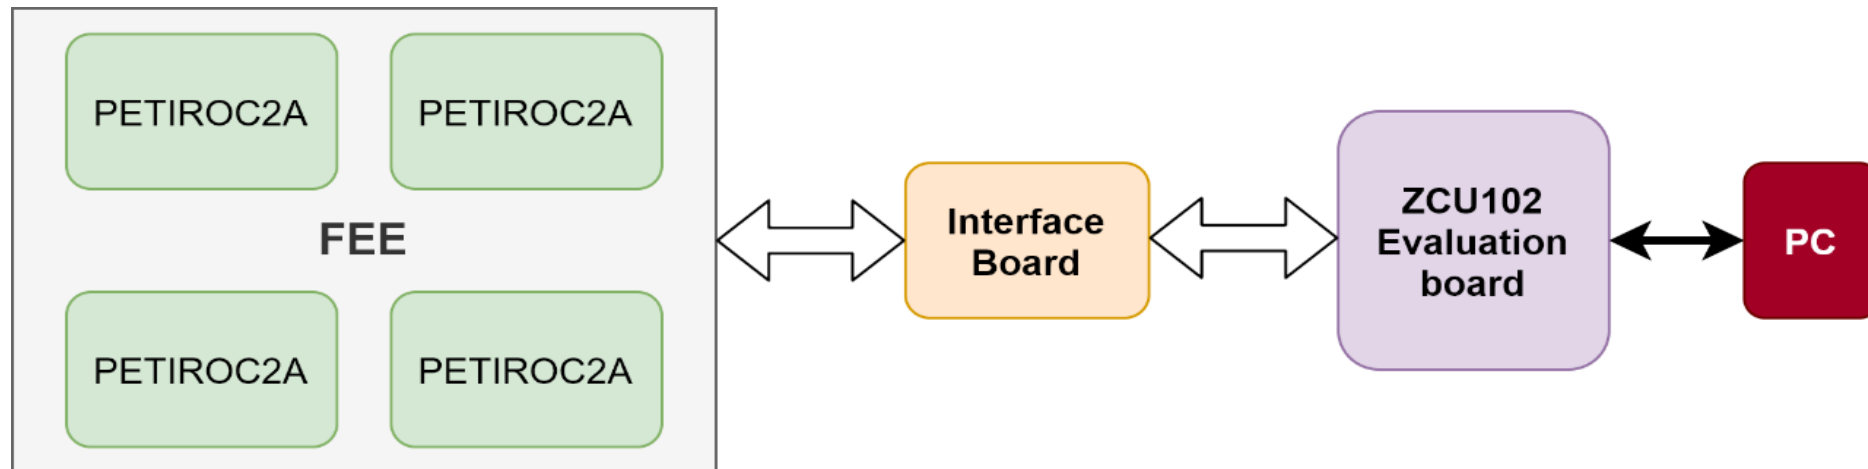 PETIROC2A
PETIROC2A
FEE
PETIROC2A
PETIROC2A
Interface
Board
ZCU102
Evaluation
board
PC